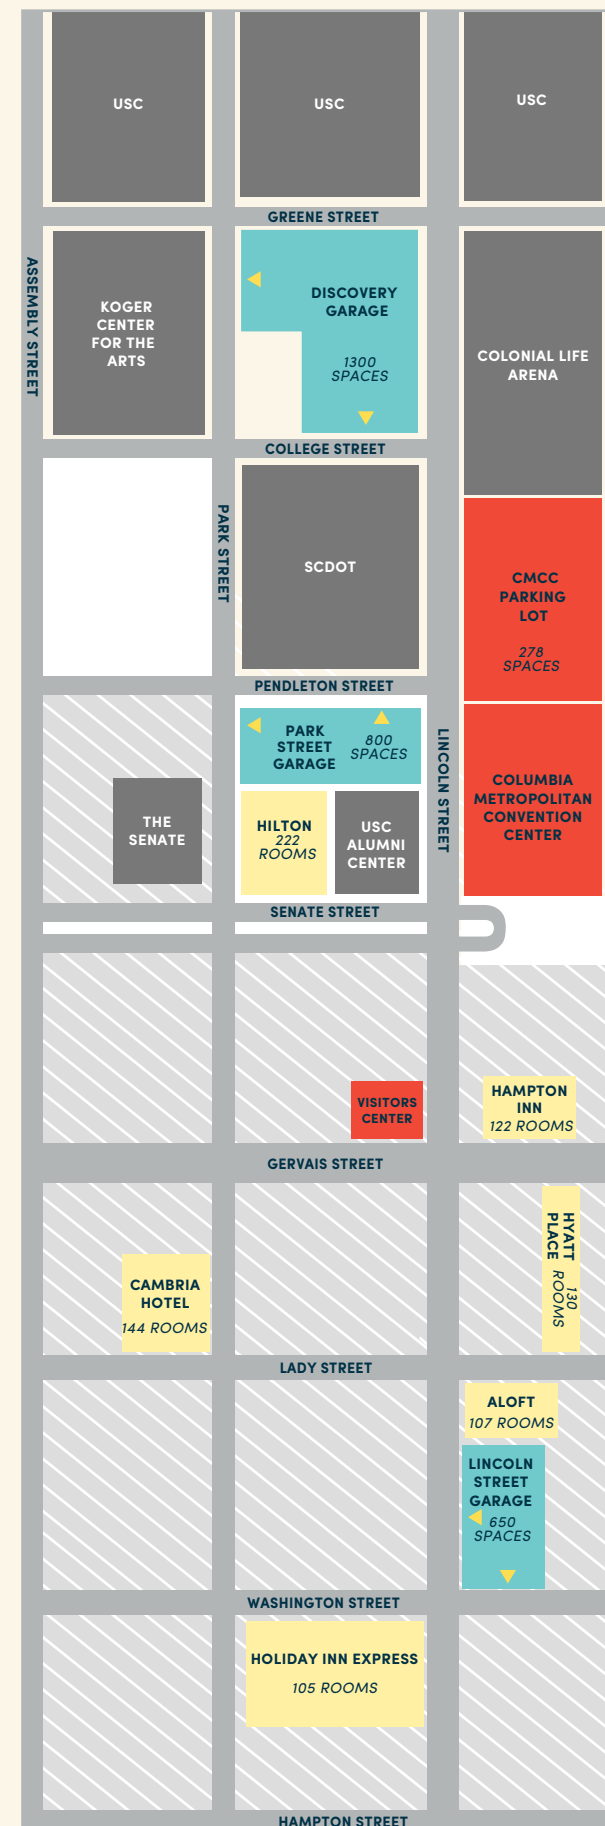 USC
USC
USC
GREENE STREET
ASSEMBLY STREET
KOGER
CENTER
FOR THE
ARTS
DISCOVERY
GARAGE
1300
SPACES
COLONIAL LIFE
ARENA
COLLEGE STREET
PARK STREET
SCDOT
CMCC
PARKING
LOT
278
SPACES
PENDLETON STREET
PARK
STREET
GARAGE
800
SPACES
LINCOLN STREET
COLUMBIA
METROPOLITAN
CONVENTION
CENTER
THE
SENATE
HILTON
222
ROOMS
USC
ALUMNI
CENTER
SENATE STREET
VISITORS
CENTER
HAMPTON
INN
122 ROOMS
GERVAIS STREET
HYATT
PLACE
130
ROOMS
CAMBRIA
HOTEL
144 ROOMS
LADY STREET
ALOFT
107 ROOMS
LINCOLN
STREET
GARAGE
650
SPACES
WASHINGTON STREET
HOLIDAY INN EXPRESS
105 ROOMS
HAMPTON STREET